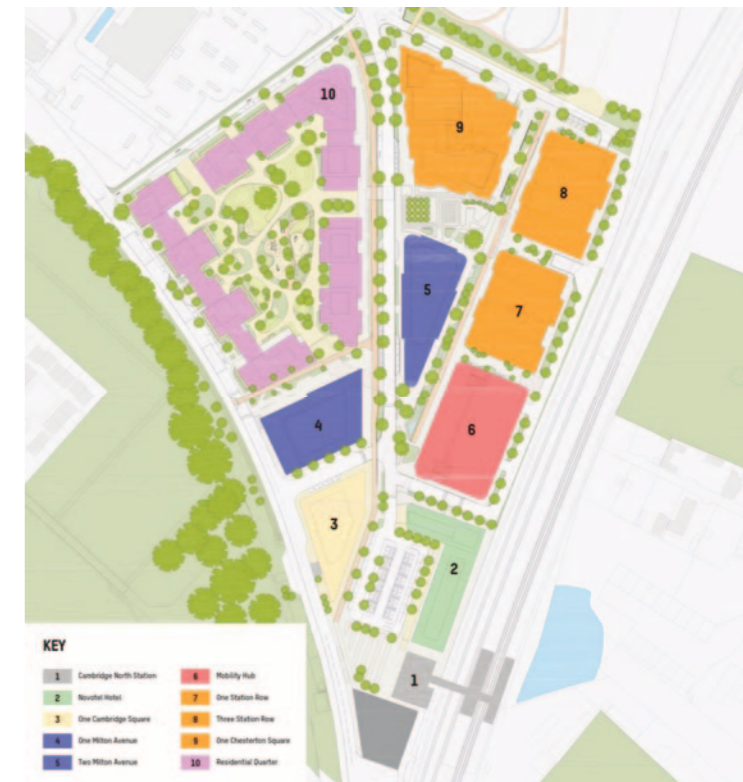 10
9
8
5
7
4
6
3
2
1
KEY
1 Cambridge North Station
2 Novotel Hotel
3 One Cambridge Square
4 One Milton Avenue
5 Two Milton Avenue
6 Mobility Hub
7 One Station Row
8 Three Station Row
9 One Chesterton Square
10 Residential Quarter